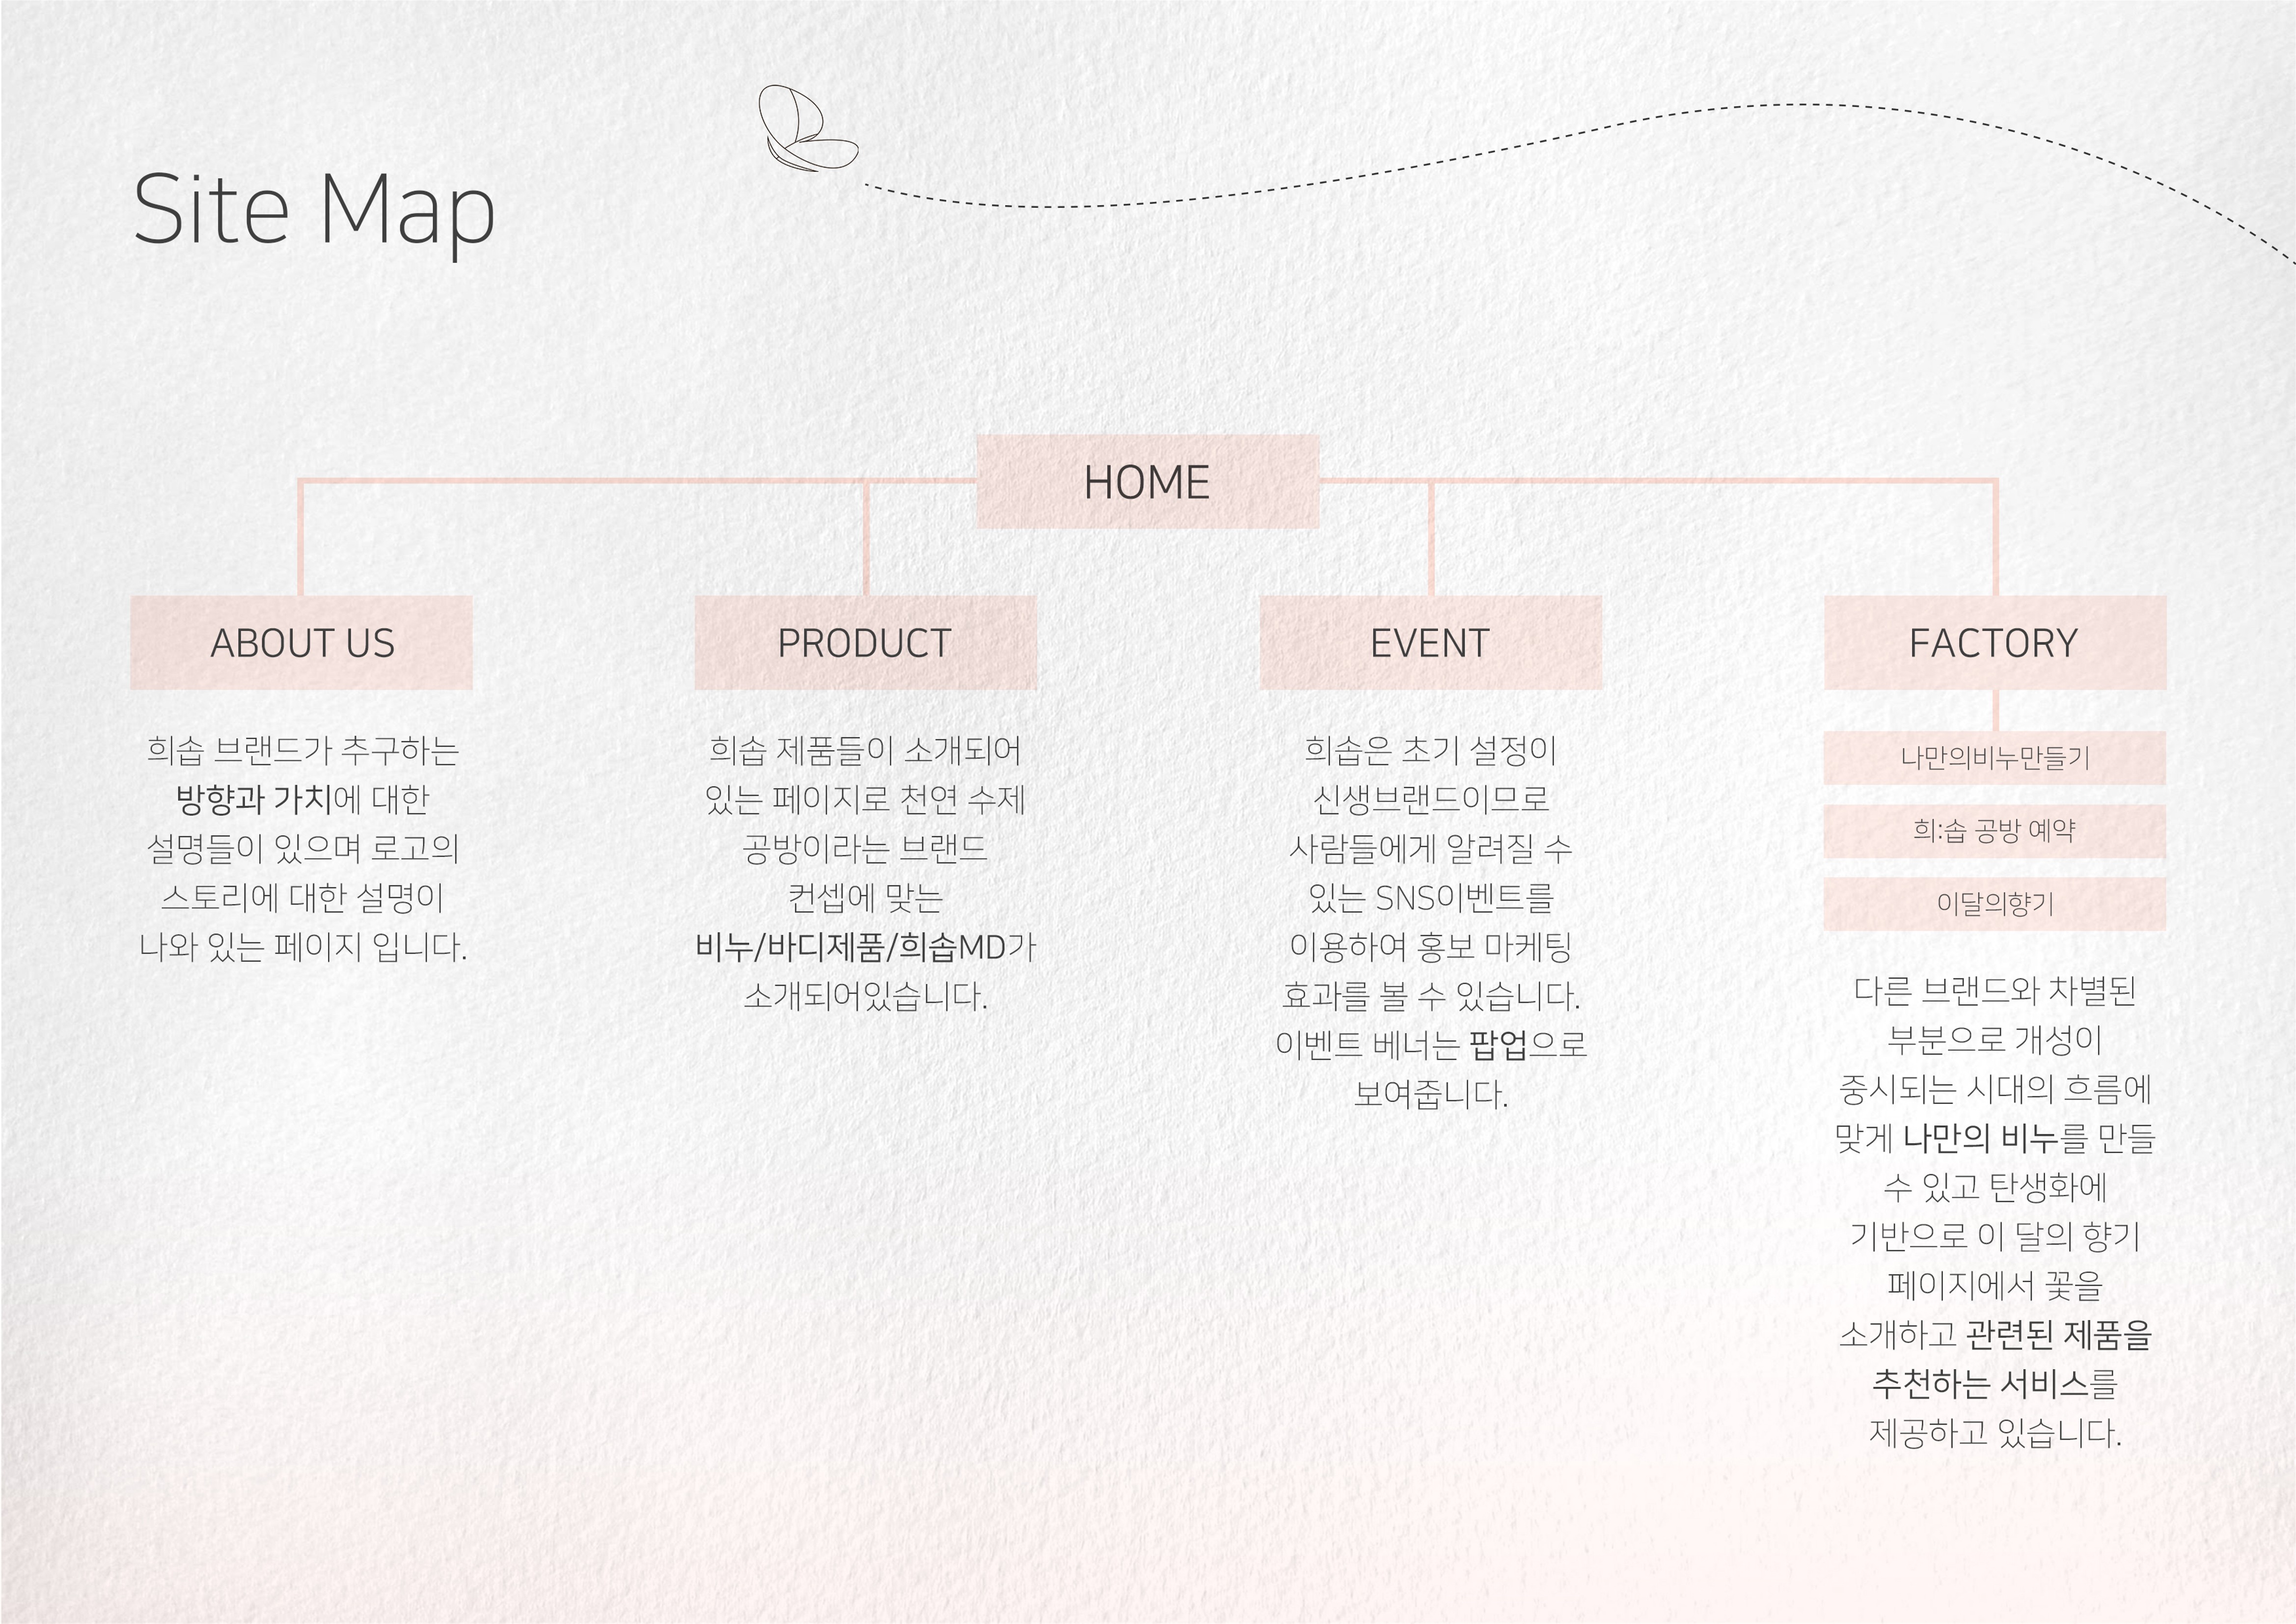 Site Map
HOME
ABOUT US
희솝 브랜드가 추구하는
방향과 가치에 대한
설명들이 있으며 로고의
스토리에 대한 설명이
나와 있는 페이지 입니다.
PRODUCT
희솝 제품들이 소개되어
있는 페이지로 천연 수제
공방이라는 브랜드
컨셉에 맞는
비누/바디제품/희솝MD가
소개되어있습니다.
EVENT
희솝은 초기 설정이
신생브랜드이므로
사람들에게 알려질 수
있는 SNS이벤트를
이용하여 홍보 마케팅
효과를 볼 수 있습니다.
이벤트 베너는 팝업으로
보여줍니다.
FACTORY
나만의비누만들기
희:솝 공방 예약
이달의향기
다른 브랜드와 차별된
부분으로 개성이
중시되는 시대의 흐름에
맞게 나만의 비누를 만들
수 있고 탄생화에
기반으로 이 달의 향기
페이지에서 꽃을
소개하고 관련된 제품을
추천하는 서비스를
제공하고 있습니다.